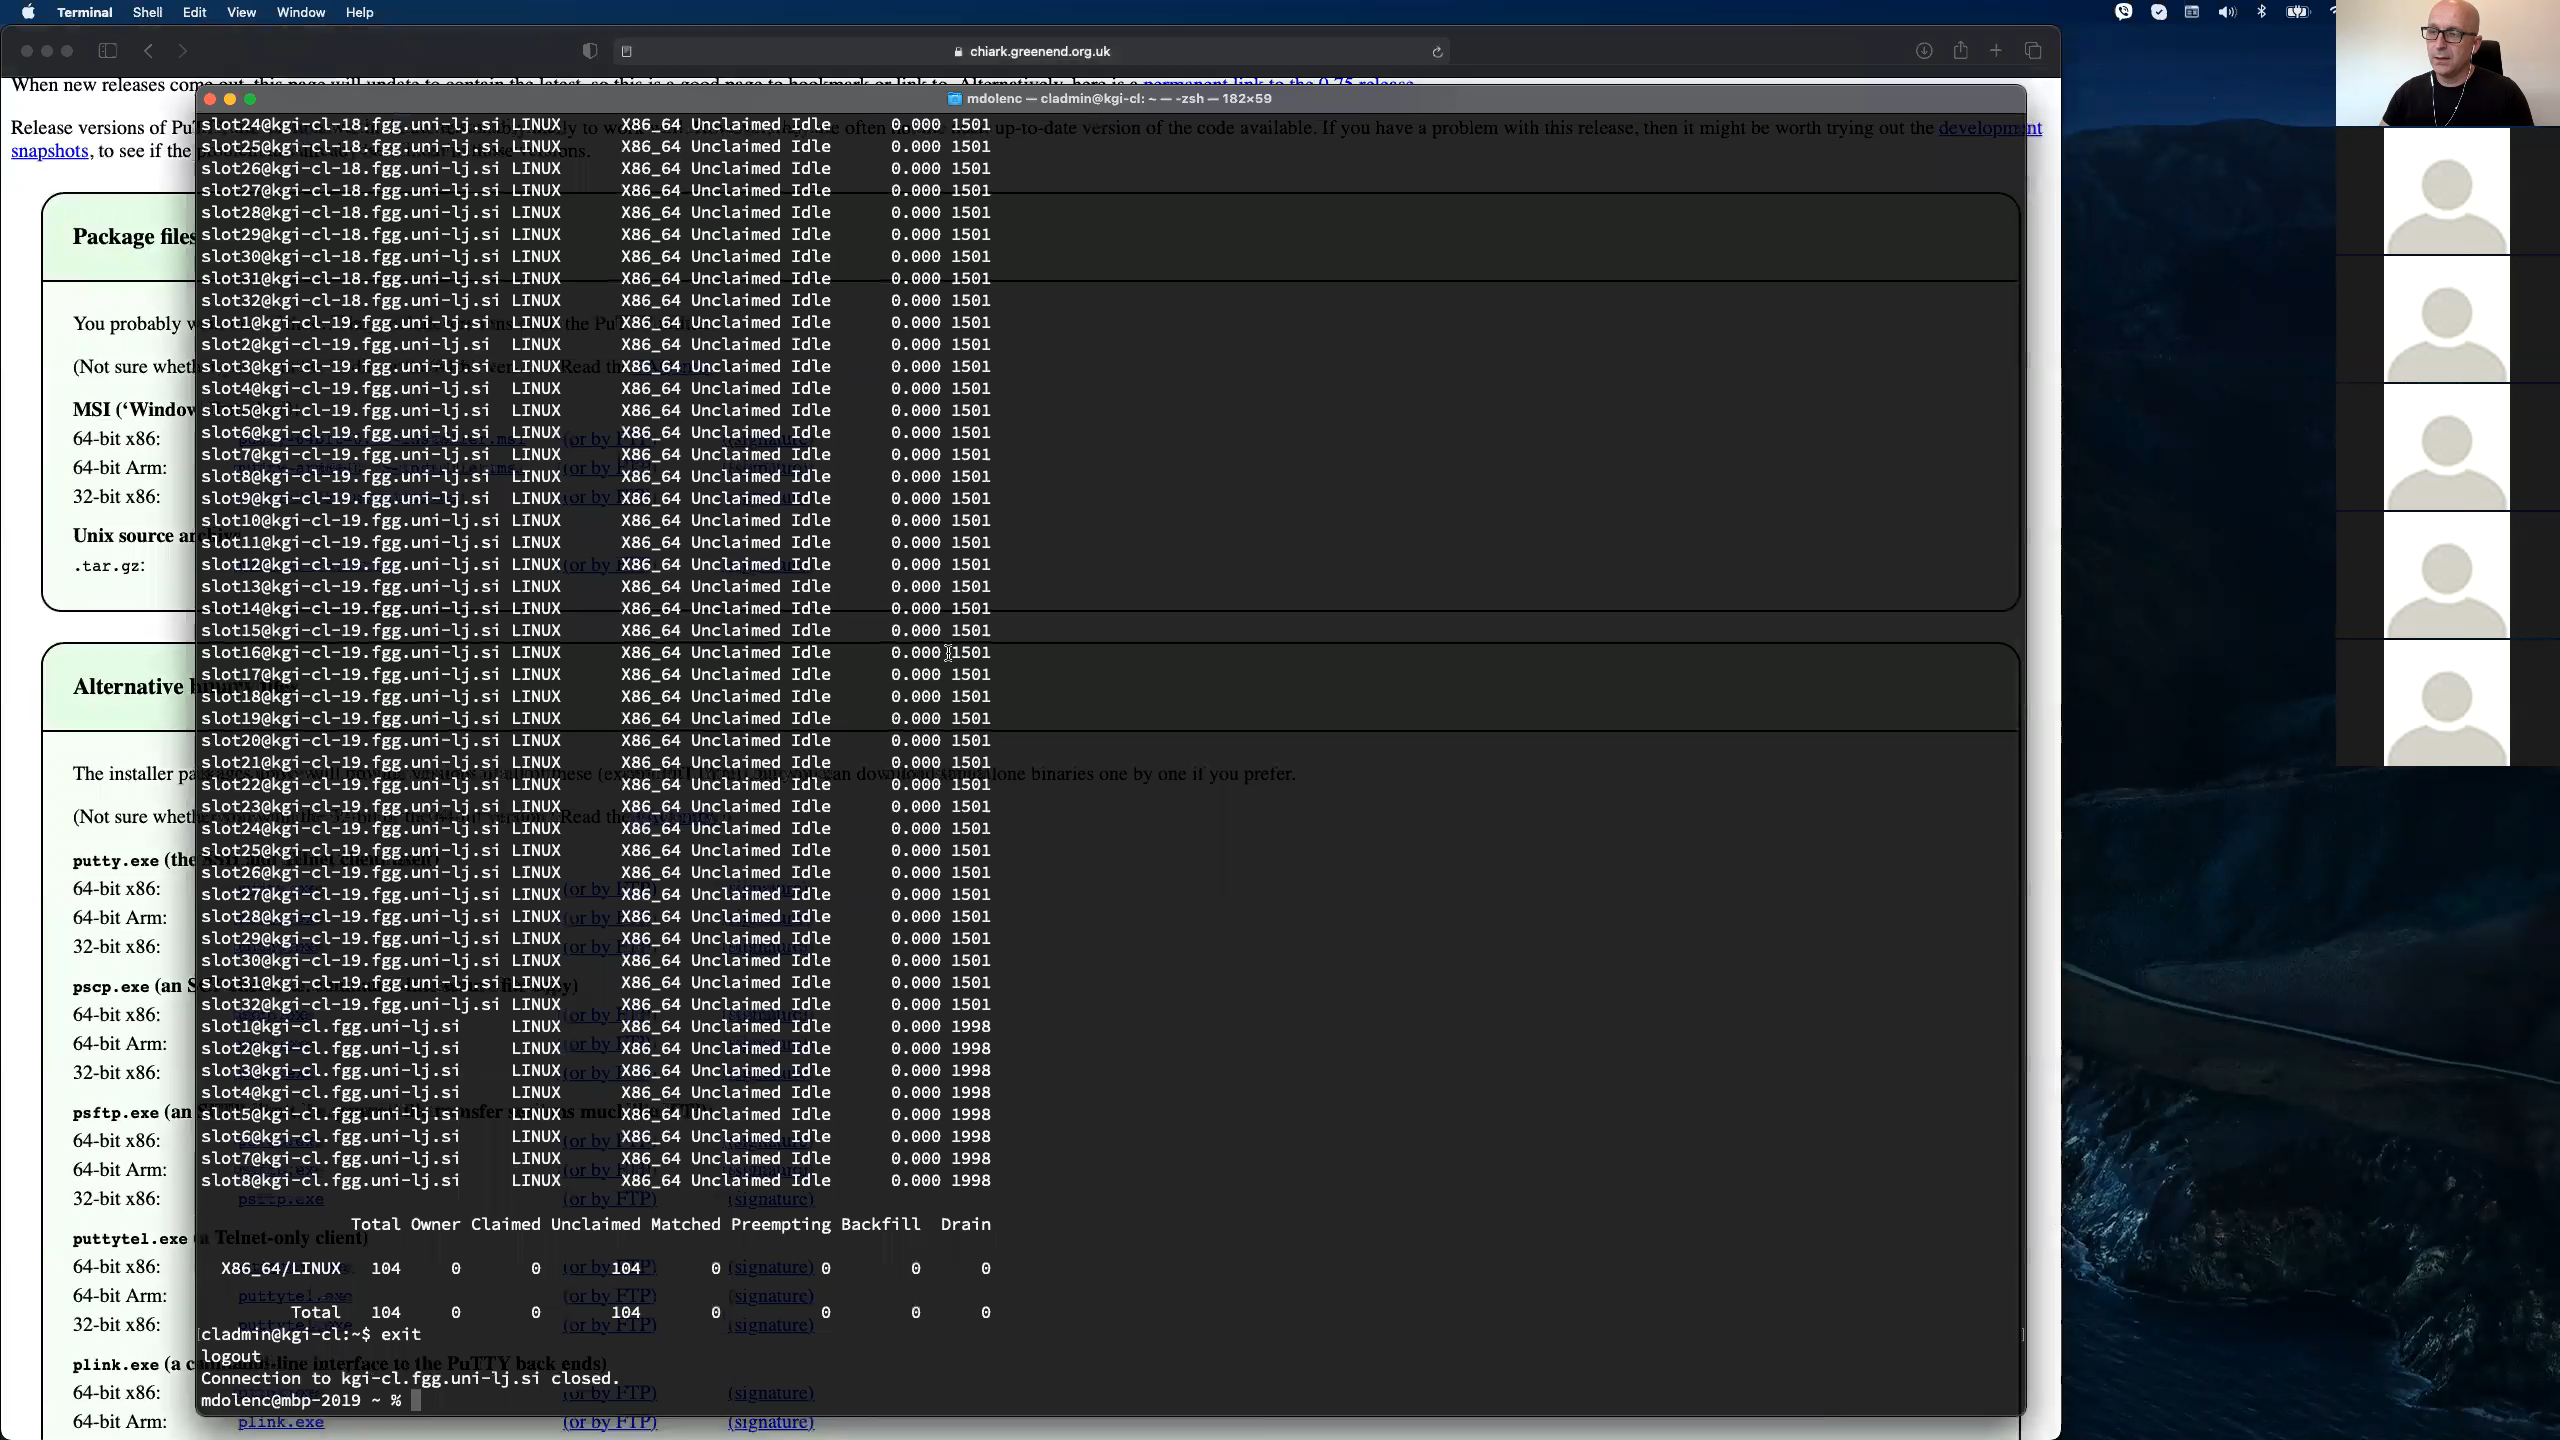 Terminal Shell Edit View Window Help
chiark.greenend.org.uk
When new releases come out, this page will update to contain the latest, so this is a good page to bookmark or link to. Alternatively, here is a permanent link to the 0.75 release.
mdolenc — cladmin@kgi-cl: ~ — -zsh — 182×59
Release versions of PuTTY
often
up-to-date version of the code available. If you have a problem with this release, then it might be worth trying out the development
snapshots, to see if the
slot24@kgi-cl-18.fgg.uni-lj.si LINUX X86_64 Unclaimed Idle 0.000 1501
slot25@kgi-cl-18.fgg.uni-lj.si LINUX X86_64 Unclaimed Idle 0.000 1501
slot26@kgi-cl-18.fgg.uni-lj.si LINUX X86_64 Unclaimed Idle 0.000 1501
slot27@kgi-cl-18.fgg.uni-lj.si LINUX X86_64 Unclaimed Idle 0.000 1501
slot28@kgi-cl-18.fgg.uni-lj.si LINUX X86_64 Unclaimed Idle 0.000 1501
slot29@kgi-cl-18.fgg.uni-lj.si LINUX X86_64 Unclaimed Idle 0.000 1501
slot30@kgi-cl-18.fgg.uni-lj.si LINUX X86_64 Unclaimed Idle 0.000 1501
slot31@kgi-cl-18.fgg.uni-lj.si LINUX X86_64 Unclaimed Idle 0.000 1501
slot32@kgi-cl-18.fgg.uni-lj.si LINUX X86_64 Unclaimed Idle 0.000 1501
slot1@kgi-cl-19.fgg.uni-lj.si LINUX X86_64 Unclaimed Idle 0.000 1501
slot2@kgi-cl-19.fgg.uni-lj.si LINUX X86_64 Unclaimed Idle 0.000 1501
slot3@kgi-cl-19.fgg.uni-lj.si LINUX X86_64 Unclaimed Idle 0.000 1501
slot4@kgi-cl-19.fgg.uni-lj.si LINUX X86_64 Unclaimed Idle 0.000 1501
slot5@kgi-cl-19.fgg.uni-lj.si LINUX X86_64 Unclaimed Idle 0.000 1501
slot6@kgi-cl-19.fgg.uni-lj.si LINUX X86_64 Unclaimed Idle 0.000 1501
slot7@kgi-cl-19.fgg.uni-lj.si LINUX X86_64 Unclaimed Idle 0.000 1501
slot8@kgi-cl-19.fgg.uni-lj.si LINUX X86_64 Unclaimed Idle 0.000 1501
slot9@kgi-cl-19.fgg.uni-lj.si LINUX X86_64 Unclaimed Idle 0.000 1501
slot10@kgi-cl-19.fgg.uni-lj.si LINUX X86_64 Unclaimed Idle 0.000 1501
slot11@kgi-cl-19.fgg.uni-lj.si LINUX X86_64 Unclaimed Idle 0.000 1501
slot12@kgi-cl-19.fgg.uni-lj.si LINUX X86_64 Unclaimed Idle 0.000 1501
slot13@kgi-cl-19.fgg.uni-lj.si LINUX X86_64 Unclaimed Idle 0.000 1501
slot14@kgi-cl-19.fgg.uni-lj.si LINUX X86_64 Unclaimed Idle 0.000 1501
slot15@kgi-cl-19.fgg.uni-lj.si LINUX X86_64 Unclaimed Idle 0.000 1501
slot16@kgi-cl-19.fgg.uni-lj.si LINUX X86_64 Unclaimed Idle 0.000 1501
slot17@kgi-cl-19.fgg.uni-lj.si LINUX X86_64 Unclaimed Idle 0.000 1501
slot18@kgi-cl-19.fgg.uni-lj.si LINUX X86_64 Unclaimed Idle 0.000 1501
slot19@kgi-cl-19.fgg.uni-lj.si LINUX X86_64 Unclaimed Idle 0.000 1501
slot20@kgi-cl-19.fgg.uni-lj.si LINUX X86_64 Unclaimed Idle 0.000 1501
slot21@kgi-cl-19.fgg.uni-lj.si LINUX X86_64 Unclaimed Idle 0.000 1501
slot22@kgi-cl-19.fgg.uni-lj.si LINUX X86_64 Unclaimed Idle 0.000 1501
slot23@kgi-cl-19.fgg.uni-lj.si LINUX X86_64 Unclaimed Idle 0.000 1501
slot24@kgi-cl-19.fgg.uni-lj.si LINUX X86_64 Unclaimed Idle 0.000 1501
slot25@kgi-cl-19.fgg.uni-lj.si LINUX X86_64 Unclaimed Idle 0.000 1501
slot26@kgi-cl-19.fgg.uni-lj.si LINUX X86_64 Unclaimed Idle 0.000 1501
slot27@kgi-cl-19.fgg.uni-lj.si LINUX X86_64 Unclaimed Idle 0.000 1501
slot28@kgi-cl-19.fgg.uni-lj.si LINUX X86_64 Unclaimed Idle 0.000 1501
slot29@kgi-cl-19.fgg.uni-lj.si LINUX X86_64 Unclaimed Idle 0.000 1501
slot30@kgi-cl-19.fgg.uni-lj.si LINUX X86_64 Unclaimed Idle 0.000 1501
slot31@kgi-cl-19.fgg.uni-lj.si LINUX X86_64 Unclaimed Idle 0.000 1501
slot32@kgi-cl-19.fgg.uni-lj.si LINUX X86_64 Unclaimed Idle 0.000 1501
slot1@kgi-cl.fgg.uni-lj.si LINUX X86_64 Unclaimed Idle 0.000 1998
slot2@kgi-cl.fgg.uni-lj.si LINUX X86_64 Unclaimed Idle 0.000 1998
slot3@kgi-cl.fgg.uni-lj.si LINUX X86_64 Unclaimed Idle 0.000 1998
slot4@kgi-cl.fgg.uni-lj.si LINUX X86_64 Unclaimed Idle 0.000 1998
slot5@kgi-cl.fgg.uni-lj.si LINUX X86_64 Unclaimed Idle 0.000 1998
slot6@kgi-cl.fgg.uni-lj.si LINUX X86_64 Unclaimed Idle 0.000 1998
slot7@kgi-cl.fgg.uni-lj.si LINUX X86_64 Unclaimed Idle 0.000 1998
slot8@kgi-cl.fgg.uni-lj.si LINUX X86_64 Unclaimed Idle 0.000 1998
Total Owner Claimed Unclaimed Matched Preempting Backfill Drain
X86_64/LINUX 104 0 0 104 0 0 0 0
Total 104 0 0 104 0 0 0 0
cladmin@kgi-cl:~$ exit
logout
Connection to kgi-cl.fgg.uni-lj.si closed.
mdolenc@mbp-2019 ~ %
Package files
You probably w
(Not sure wheth
MSI (‘Window
64-bit x86:
64-bit Arm:
32-bit x86:
Unix source archive
.tar.gz:
Alternative
The installer
can download
binaries one by one if you prefer.
(Not sure wheth
Read the
putty.exe (the SSH and Telnet client itself)
64-bit x86:
64-bit Arm:
32-bit x86:
pscp.exe (an S
64-bit x86:
64-bit Arm:
32-bit x86:
psftp.exe (an
64-bit x86:
64-bit Arm:
32-bit x86: psftp.exe (or by FTP) (signature)
puttytel.exe (a Telnet-only client)
64-bit x86: (or by FTP) (signature)
64-bit Arm: puttytel.exe (or by FTP) (signature)
32-bit x86: puttytel.exe (or by FTP) (signature)
plink.exe (a command-line interface to the PuTTY back ends)
64-bit x86: plink.exe (or by FTP) (signature)
64-bit Arm: plink.exe (or by FTP) (signature)